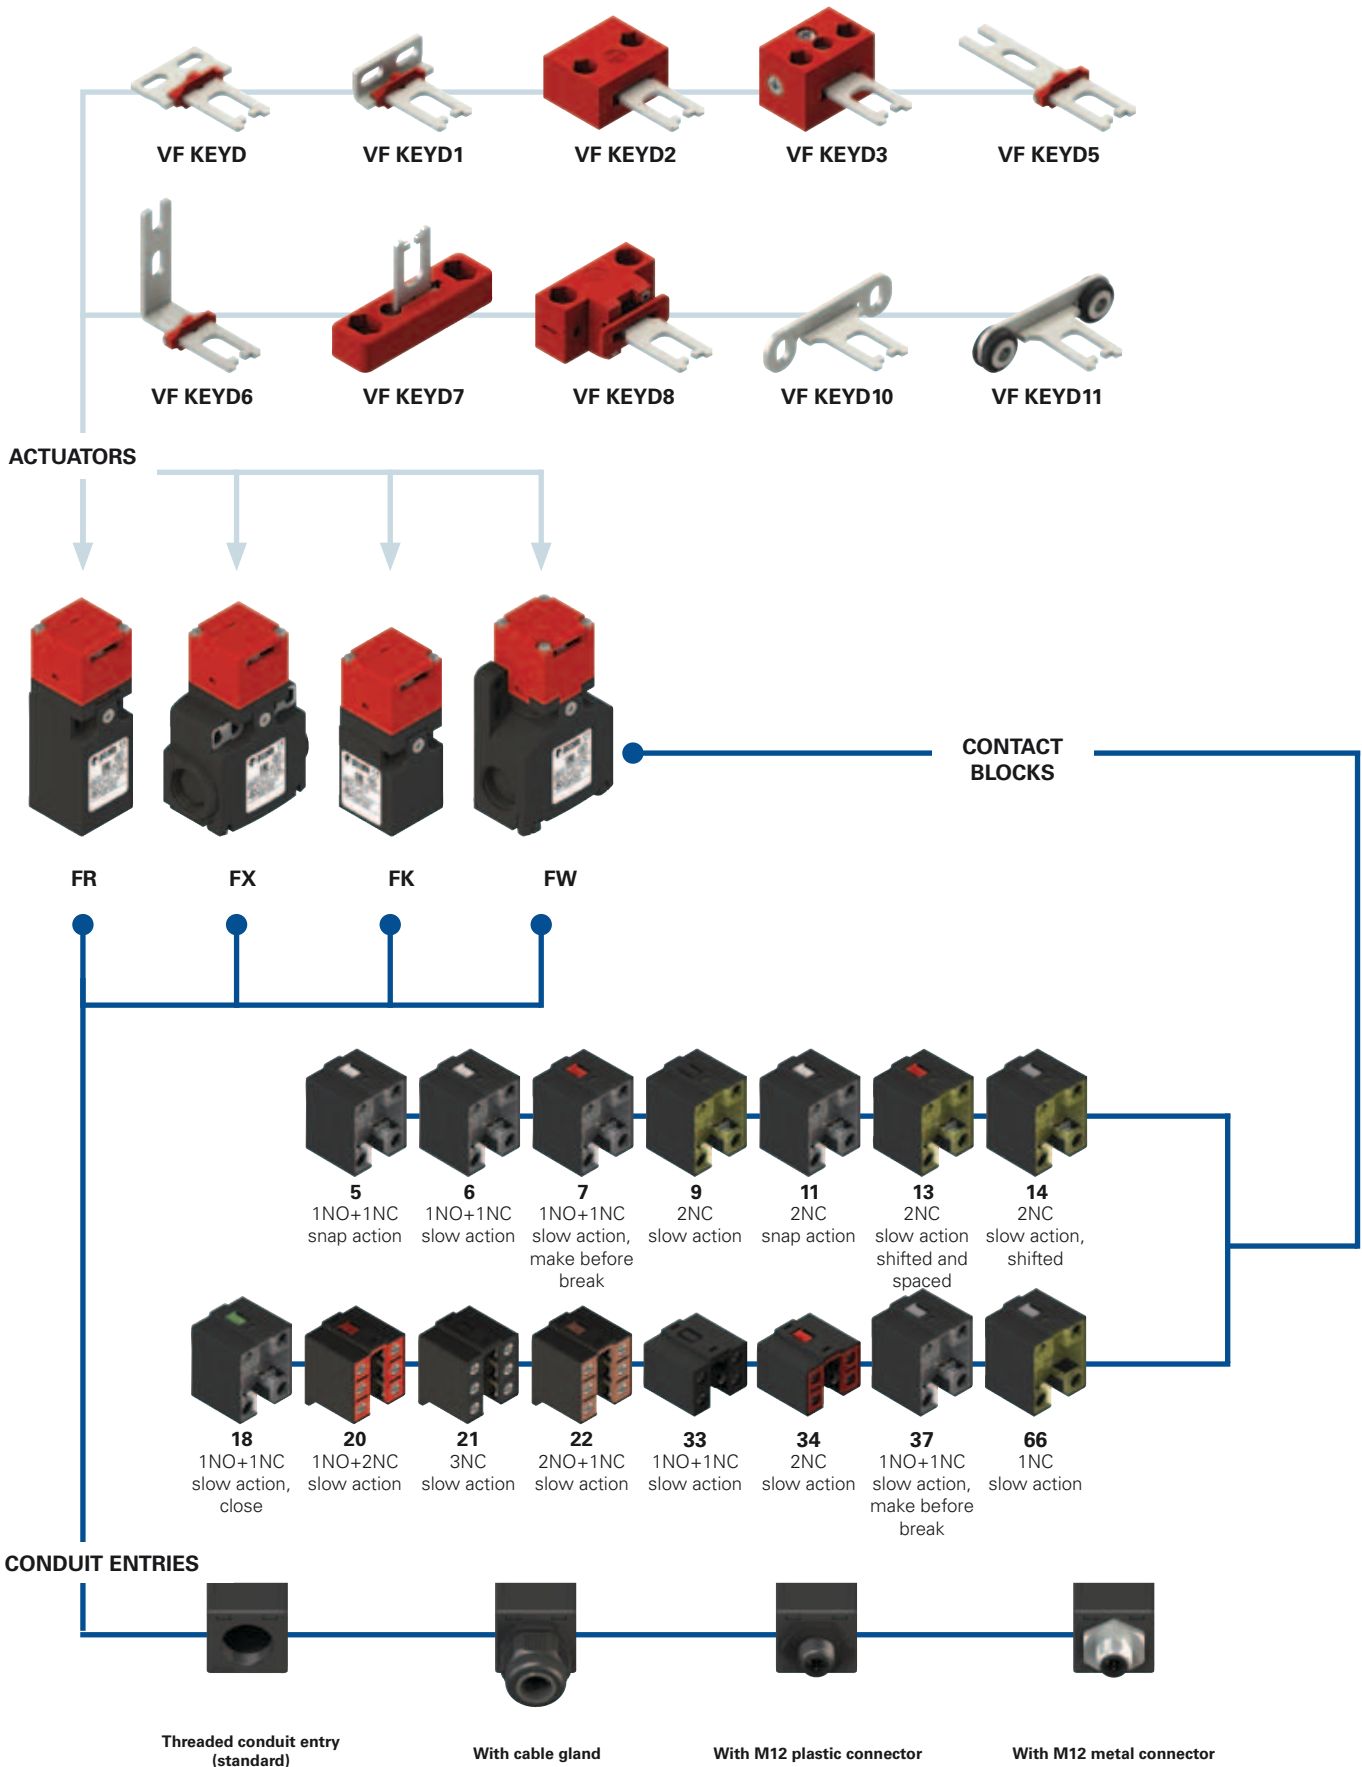 VF KEYD VF KEYD1 VF KEYD2 VF KEYD3 VF KEYD5
VF KEYD6 VF KEYD7 VF KEYD8 VF KEYD10 VF KEYD11
ACTUATORS
CONTACT
BLOCKS
FR FX FK FW
5
1NO+1NC
snap action
6
1NO+1NC
slow action
7
1NO+1NC
slow action,
make before
break
9
2NC
slow action
11
2NC
snap action
13
2NC
slow action
shifted and
spaced
14
2NC
slow action,
shifted
18
1NO+1NC
slow action,
close
20
1NO+2NC
slow action
21
3NC
slow action
22
2NO+1NC
slow action
33
1NO+1NC
slow action
34
2NC
slow action
37
1NO+1NC
slow action,
make before
break
66
1NC
slow action
CONDUIT ENTRIES
Threaded conduit entry
(standard)
With cable gland
With M12 plastic connector
With M12 metal connector